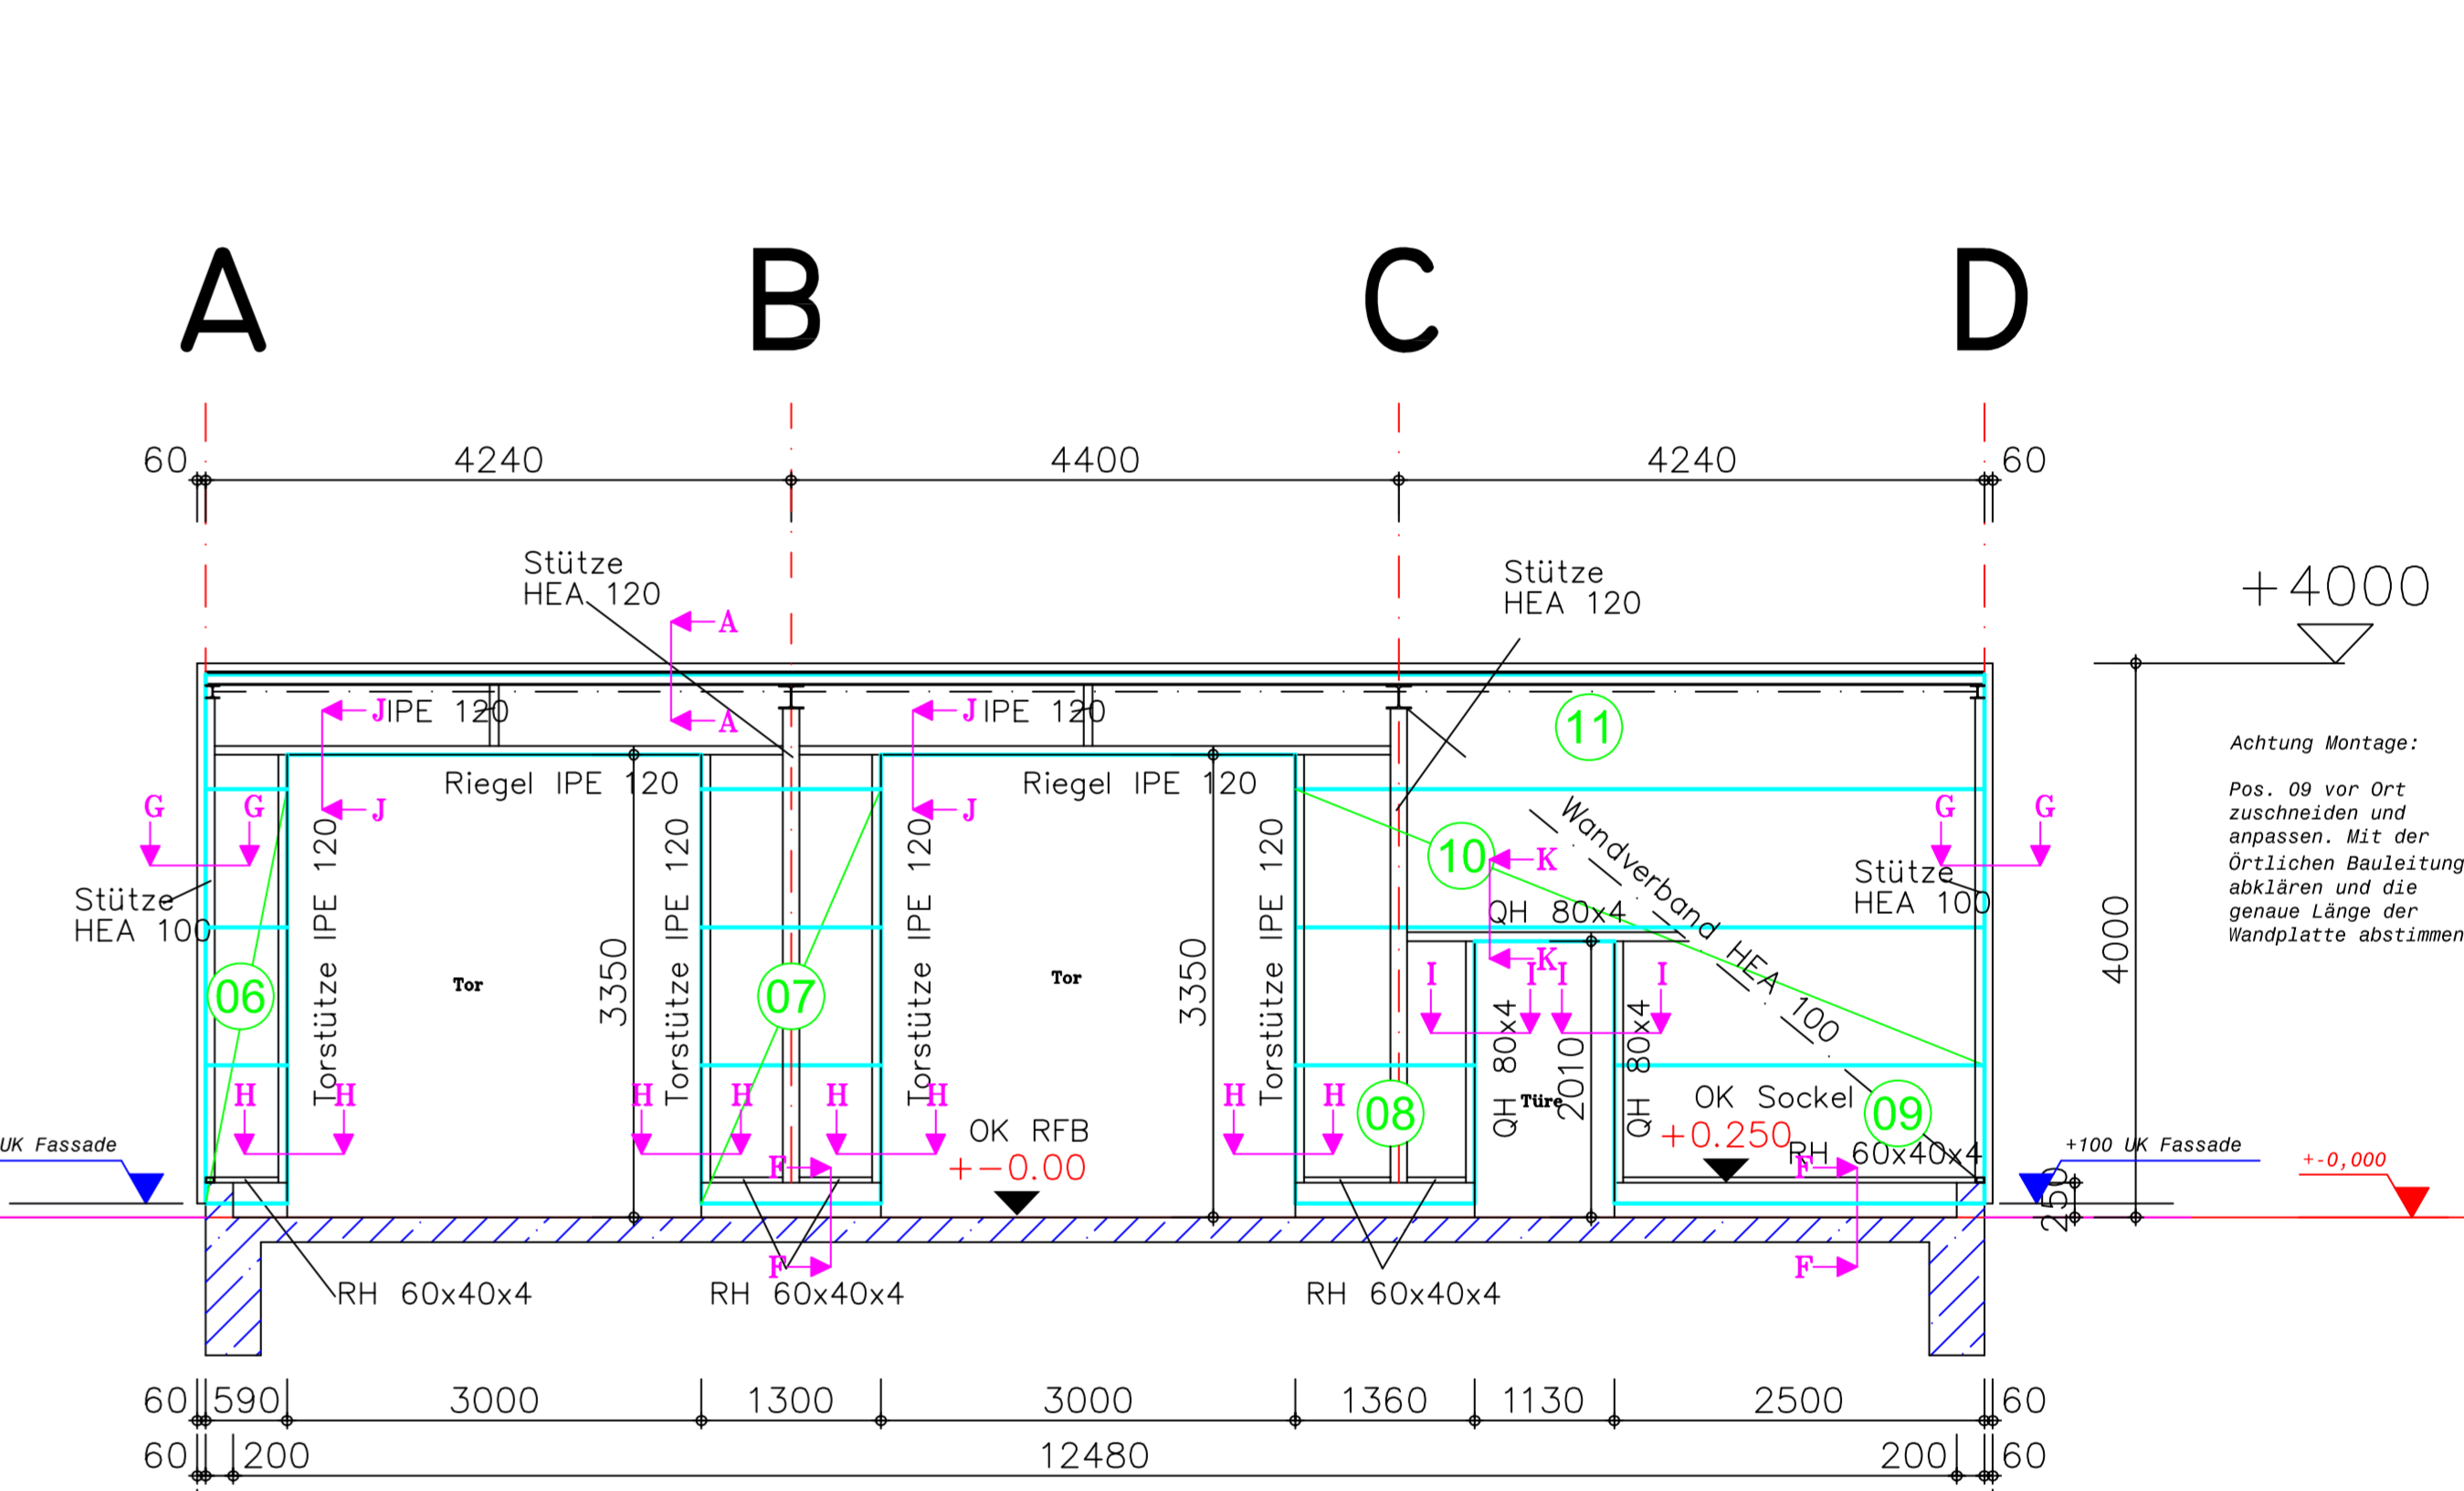 A B C D
60 4240 4400 4240 60
Stütze
HEA 120
Stütze
HEA 120
+4000
A
A
J IPE 120
J IPE 120
11
Riegel IPE 120
Riegel IPE 120
J
J
G G
G G
Achtung Montage:
Pos. 09 vor Ort
zuschneiden und
anpassen. Mit der
Örtlichen Bauleitung
abklären und die
genaue Länge der
Wandplatte abstimmen
10
K
K
Wandverband HEA 100
QH 80x4
Stütze
HEA 100
Stütze
HEA 100
Torstütze IPE 120
Torstütze IPE 120
Torstütze IPE 120
Torstütze IPE 120
06
Tor
3350
07
Tor
3350
4000
I I I I
QH 80x4
2010
QH 80x4
Türe
08
OK Sockel
+0.250
09
RH 60x40x4
H H H H H H H H
UK Fassade
OK RFB
+-0.00
F
F
F
F
+100 UK Fassade
+-0,000
250
RH 60x40x4
RH 60x40x4
RH 60x40x4
60 590 3000 1300 3000 1360 1130 2500 60
60 200 12480 200 60